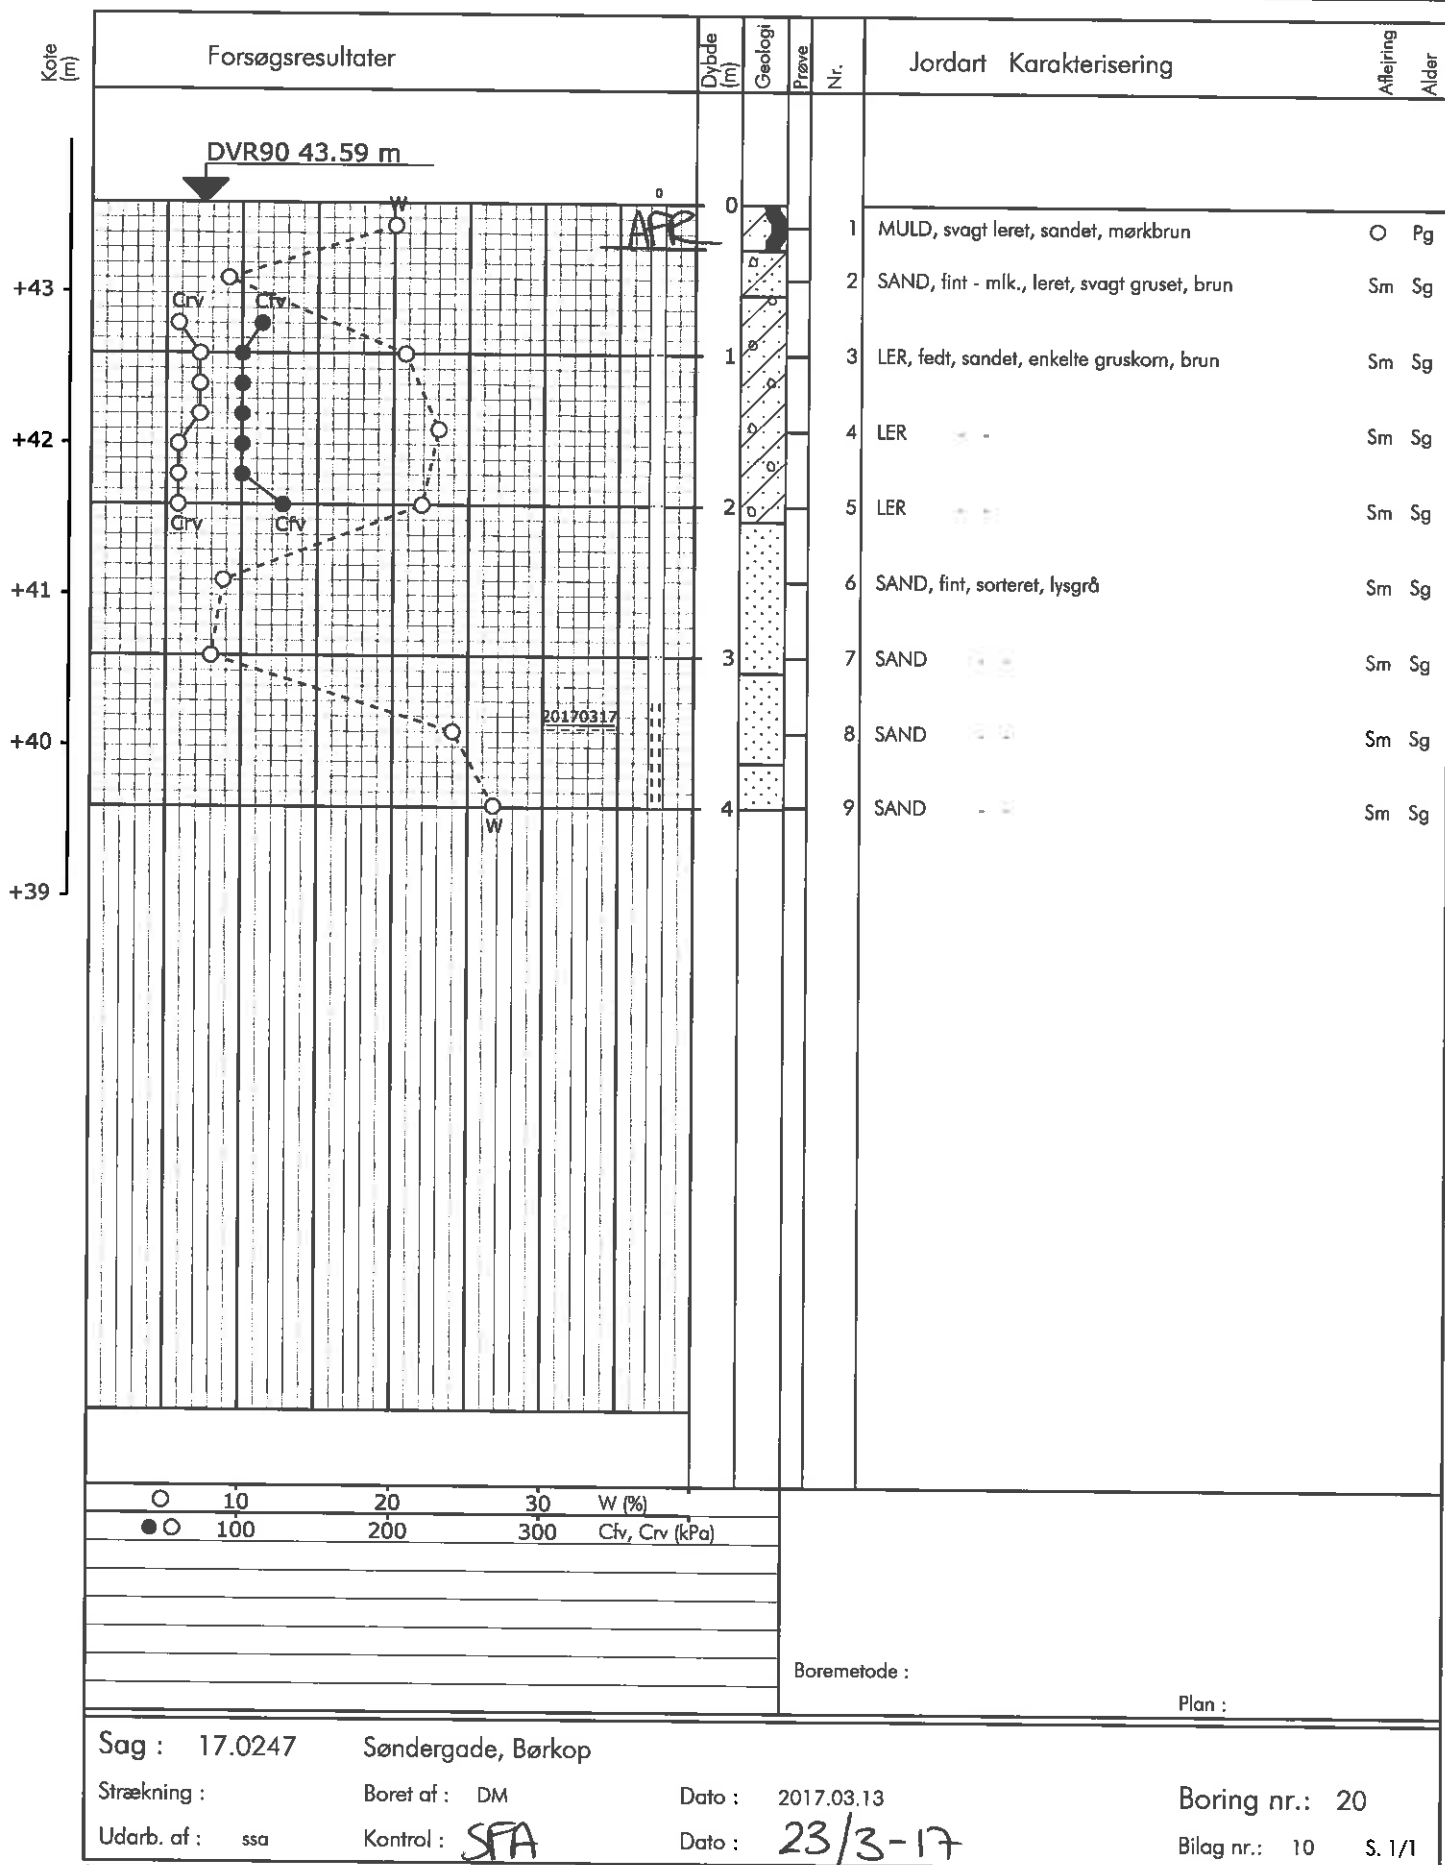 Kote (m)
Forsøgsresultater
Dybde (m)
Geologi
Prøve
Nr.
Jordart Karakterisering
Aflejring
Alder
DVR90 43.59 m
W
0
1 MULD, svagt leret, sandet, mørkbrun O Pg
2 SAND, fint - mlk., leret, svagt gruset, brun Sm Sg
+43
Crv Cfv
1
3 LER, fedt, sandet, enkelte gruskorn, brun Sm Sg
+42
4 LER - - Sm Sg
2
5 LER - - Sm Sg
Crv Cfv
+41
6 SAND, fint, sorteret, lysgrå Sm Sg
3
7 SAND - - Sm Sg
20170317
+40
8 SAND - - Sm Sg
4
9 SAND - - Sm Sg
W
+39
10 20 30 W (%)
100 200 300 Cfv, Crv (kPa)
Boremetode :
Plan :
Sag : 17.0247 Søndergade, Børkop
Strækning : Boret af : DM Dato : 2017.03.13 Boring nr.: 20
Udarb. af : ssa Kontrol : SFA Dato : 23/3-17 Bilag nr.: 10 S. 1/1